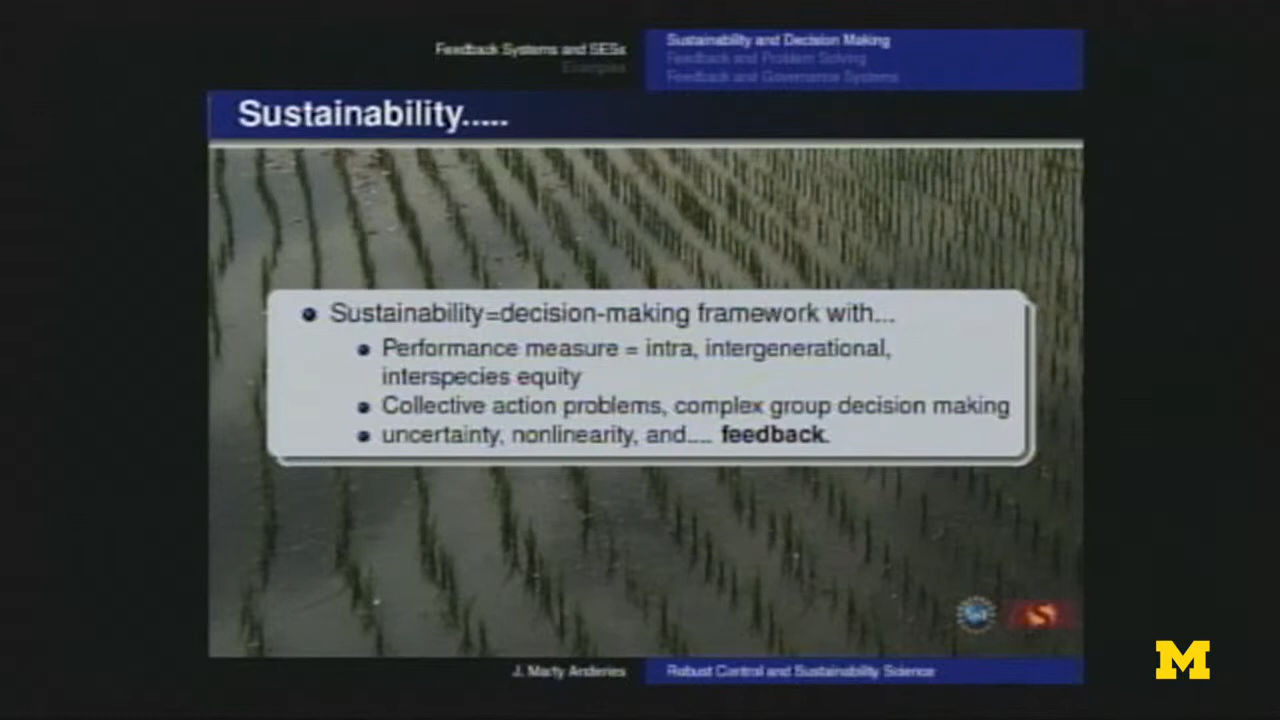 Feedback Systems and SESs
Examples
Sustainability and Decision Making
Feedback and Problem Solving
Feedback and Governance Systems
Sustainability.....
Sustainability=decision-making framework with...
Performance measure = intra, intergenerational,
interspecies equity
Collective action problems, complex group decision making
uncertainty, nonlinearity, and.... feedback.
J. Marty Anderies
Robust Control and Sustainability Science
M